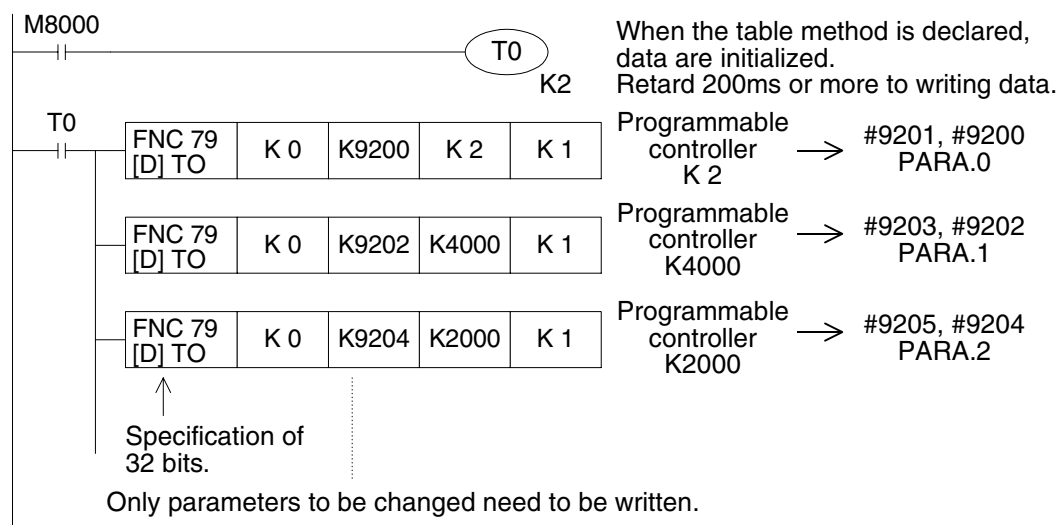 M8000
T0
K2
When the table method is declared,
data are initialized.
Retard 200ms or more to writing data.
T0
FNC 79
[D] TO
K 0
K9200
K 2
K 1
Programmable
controller
K 2
#9201, #9200
PARA.0
FNC 79
[D] TO
K 0
K9202
K4000
K 1
Programmable
controller
K4000
#9203, #9202
PARA.1
FNC 79
[D] TO
K 0
K9204
K2000
K 1
Programmable
controller
K2000
#9205, #9204
PARA.2
Specification of
32 bits.
Only parameters to be changed need to be written.